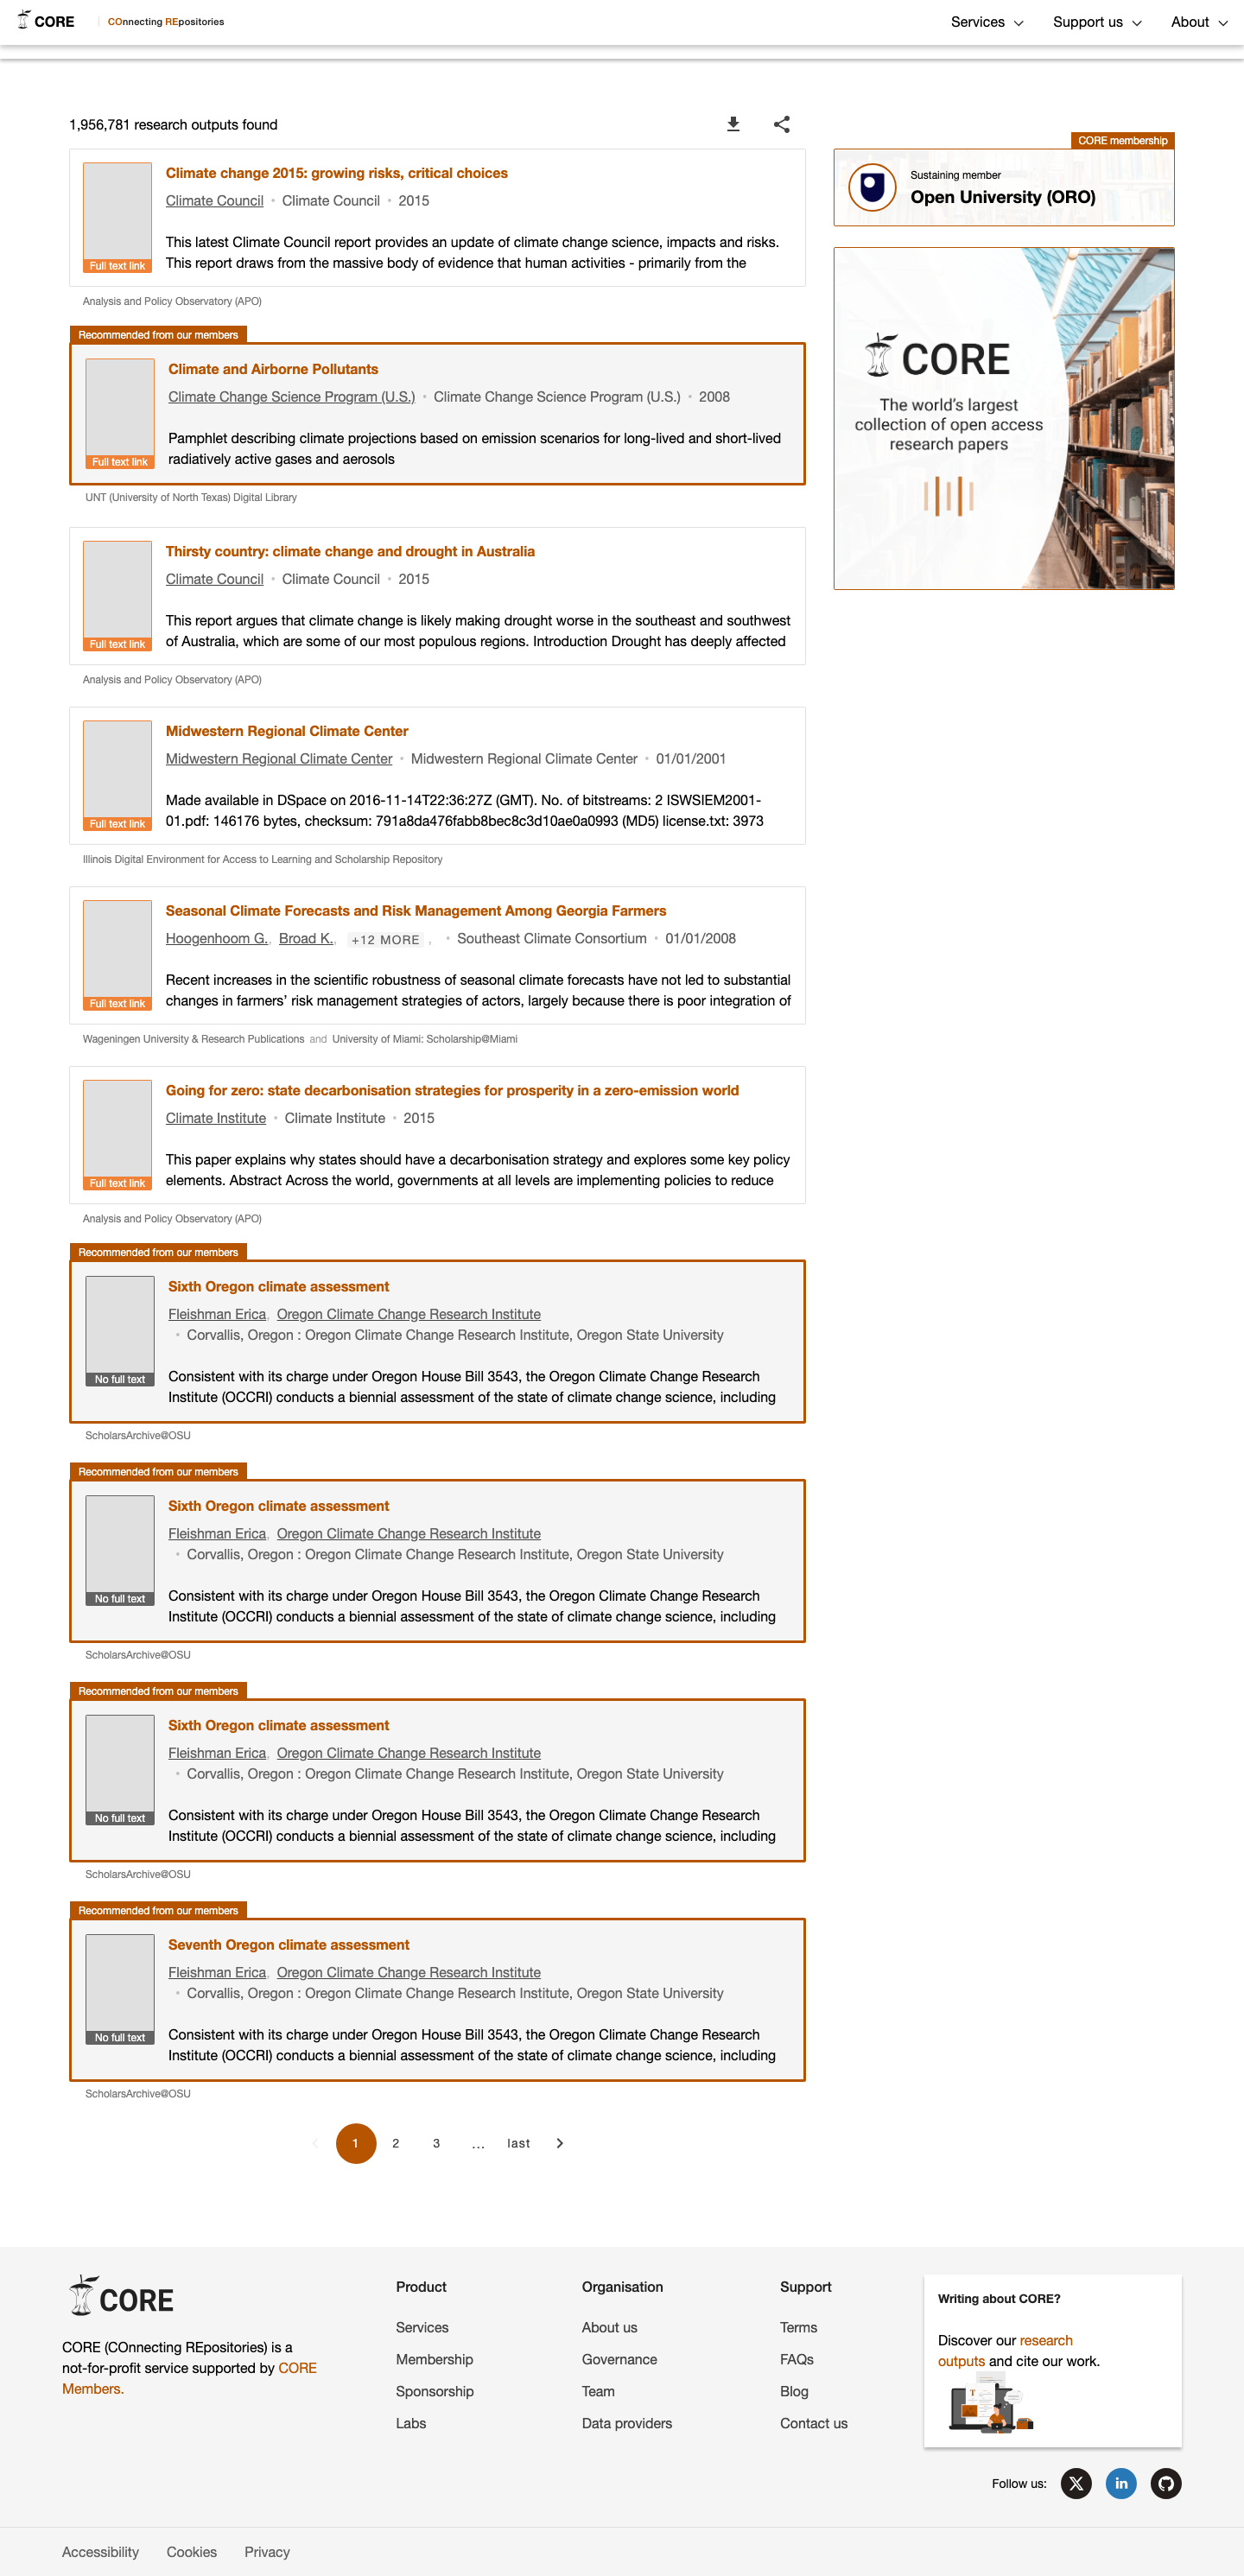 CORE
COnnecting REpositories
Services
Support us
About
1,956,781 research outputs found
Climate change 2015: growing risks, critical choices
Climate Council • Climate Council • 2015
This latest Climate Council report provides an update of climate change science, impacts and risks.
This report draws from the massive body of evidence that human activities - primarily from the
Full text link
Analysis and Policy Observatory (APO)
Recommended from our members
Climate and Airborne Pollutants
Climate Change Science Program (U.S.) • Climate Change Science Program (U.S.) • 2008
Pamphlet describing climate projections based on emission scenarios for long-lived and short-lived
radiatively active gases and aerosols
Full text link
UNT (University of North Texas) Digital Library
Thirsty country: climate change and drought in Australia
Climate Council • Climate Council • 2015
This report argues that climate change is likely making drought worse in the southeast and southwest
of Australia, which are some of our most populous regions. Introduction Drought has deeply affected
Full text link
Analysis and Policy Observatory (APO)
Midwestern Regional Climate Center
Midwestern Regional Climate Center • Midwestern Regional Climate Center • 01/01/2001
Made available in DSpace on 2016-11-14T22:36:27Z (GMT). No. of bitstreams: 2 ISWSIEM2001-
01.pdf: 146176 bytes, checksum: 791a8da476fabb8bec8c3d10ae0a0993 (MD5) license.txt: 3973
Full text link
Illinois Digital Environment for Access to Learning and Scholarship Repository
Seasonal Climate Forecasts and Risk Management Among Georgia Farmers
Hoogenhoom G., Broad K., +12 MORE , • Southeast Climate Consortium • 01/01/2008
Recent increases in the scientific robustness of seasonal climate forecasts have not led to substantial
changes in farmers’ risk management strategies of actors, largely because there is poor integration of
Full text link
Wageningen University & Research Publications and University of Miami: Scholarship@Miami
Going for zero: state decarbonisation strategies for prosperity in a zero-emission world
Climate Institute • Climate Institute • 2015
This paper explains why states should have a decarbonisation strategy and explores some key policy
elements. Abstract Across the world, governments at all levels are implementing policies to reduce
Full text link
Analysis and Policy Observatory (APO)
Recommended from our members
Sixth Oregon climate assessment
Fleishman Erica, Oregon Climate Change Research Institute
• Corvallis, Oregon : Oregon Climate Change Research Institute, Oregon State University
Consistent with its charge under Oregon House Bill 3543, the Oregon Climate Change Research
Institute (OCCRI) conducts a biennial assessment of the state of climate change science, including
No full text
ScholarsArchive@OSU
Recommended from our members
Sixth Oregon climate assessment
Fleishman Erica, Oregon Climate Change Research Institute
• Corvallis, Oregon : Oregon Climate Change Research Institute, Oregon State University
Consistent with its charge under Oregon House Bill 3543, the Oregon Climate Change Research
Institute (OCCRI) conducts a biennial assessment of the state of climate change science, including
No full text
ScholarsArchive@OSU
Recommended from our members
Sixth Oregon climate assessment
Fleishman Erica, Oregon Climate Change Research Institute
• Corvallis, Oregon : Oregon Climate Change Research Institute, Oregon State University
Consistent with its charge under Oregon House Bill 3543, the Oregon Climate Change Research
Institute (OCCRI) conducts a biennial assessment of the state of climate change science, including
No full text
ScholarsArchive@OSU
Recommended from our members
Seventh Oregon climate assessment
Fleishman Erica, Oregon Climate Change Research Institute
• Corvallis, Oregon : Oregon Climate Change Research Institute, Oregon State University
Consistent with its charge under Oregon House Bill 3543, the Oregon Climate Change Research
Institute (OCCRI) conducts a biennial assessment of the state of climate change science, including
No full text
ScholarsArchive@OSU
1 2 3 ... last
CORE membership
Sustaining member
Open University (ORO)
CORE
The world’s largest
collection of open access
research papers
CORE
CORE (COnnecting REpositories) is a
not-for-profit service supported by CORE
Members.
Product
Services
Membership
Sponsorship
Labs
Organisation
About us
Governance
Team
Data providers
Support
Terms
FAQs
Blog
Contact us
Writing about CORE?
Discover our research
outputs and cite our work.
Follow us:
Accessibility
Cookies
Privacy